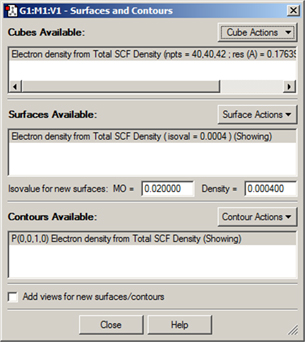 G1:M1:V1 - Surfaces and Contours
Cubes Available:
Cube Actions
Electron density from Total SCF Density (npts = 40,40,42 ; res (A) = 0.17635
Surfaces Available:
Surface Actions
Electron density from Total SCF Density ( isoval = 0.0004 ) (Showing)
Isovalue for new surfaces: MO = 0.020000 Density = 0.000400
Contours Available:
Contour Actions
P(0,0,1,0) Electron density from Total SCF Density (Showing)
Add views for new surfaces/contours
Close Help